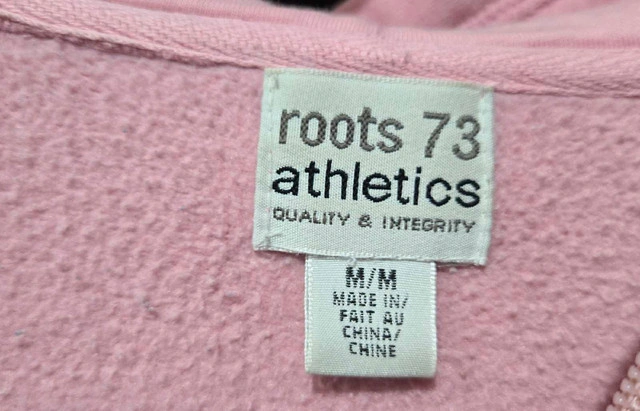 roots 73
athletics
QUALITY & INTEGRITY
M/M
MADE IN/
FAIT AU
CHINA/
CHINE